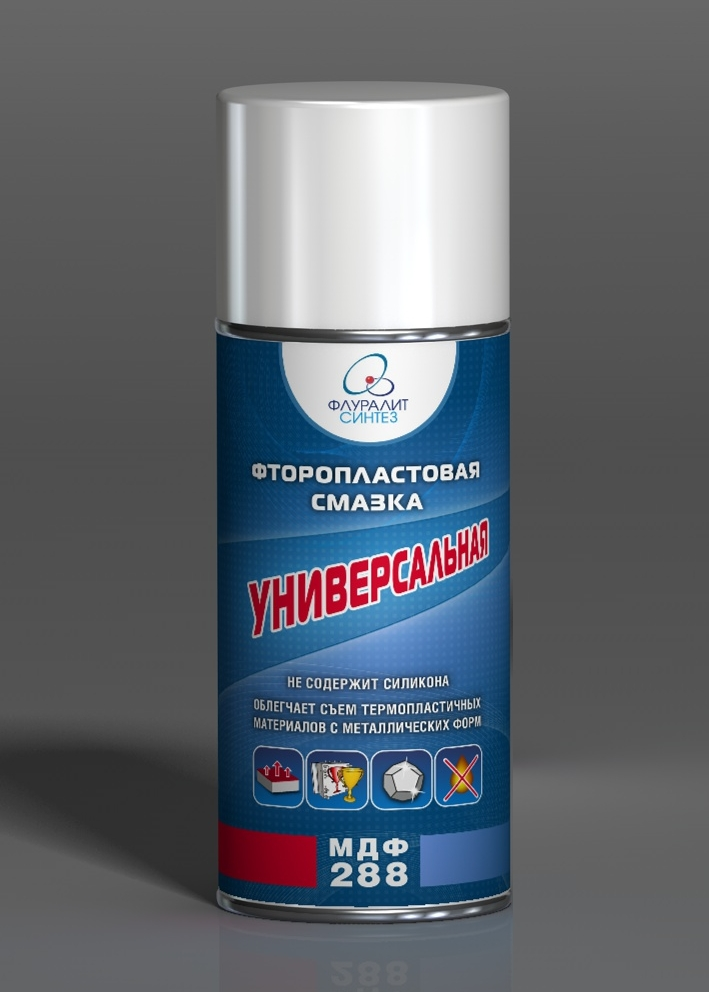 ФЛУРАЛИТ
СИНТЕЗ
ФТОРОПЛАСТОВАЯ
СМАЗКА
УНИВЕРСАЛЬНАЯ
НЕ СОДЕРЖИТ СИЛИКОНА
ОБЛЕГЧАЕТ СЪЕМ ТЕРМОПЛАСТИЧНЫХ
МАТЕРИАЛОВ С МЕТАЛЛИЧЕСКИХ ФОРМ
МДФ
288